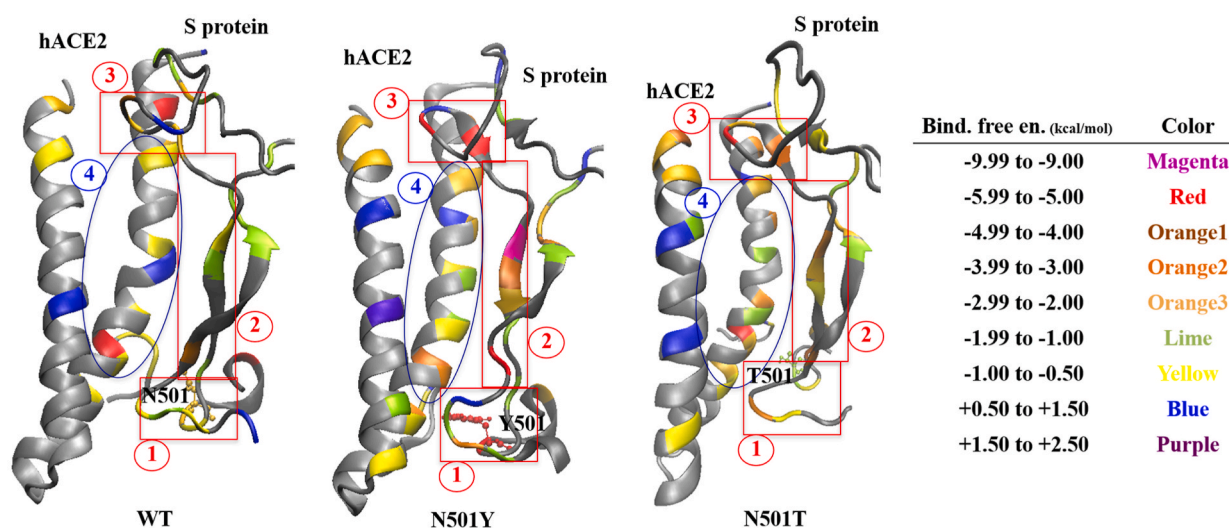 hACE2
S protein
3
4
2
N501
1
WT
hACE2
S protein
3
4
2
Y501
1
N501Y
S protein
hACE2
3
4
2
T501
1
N501T
Bind. free en. (kcal/mol) Color
-9.99 to -9.00 Magenta
-5.99 to -5.00 Red
-4.99 to -4.00 Orange1
-3.99 to -3.00 Orange2
-2.99 to -2.00 Orange3
-1.99 to -1.00 Lime
-1.00 to -0.50 Yellow
+0.50 to +1.50 Blue
+1.50 to +2.50 Purple